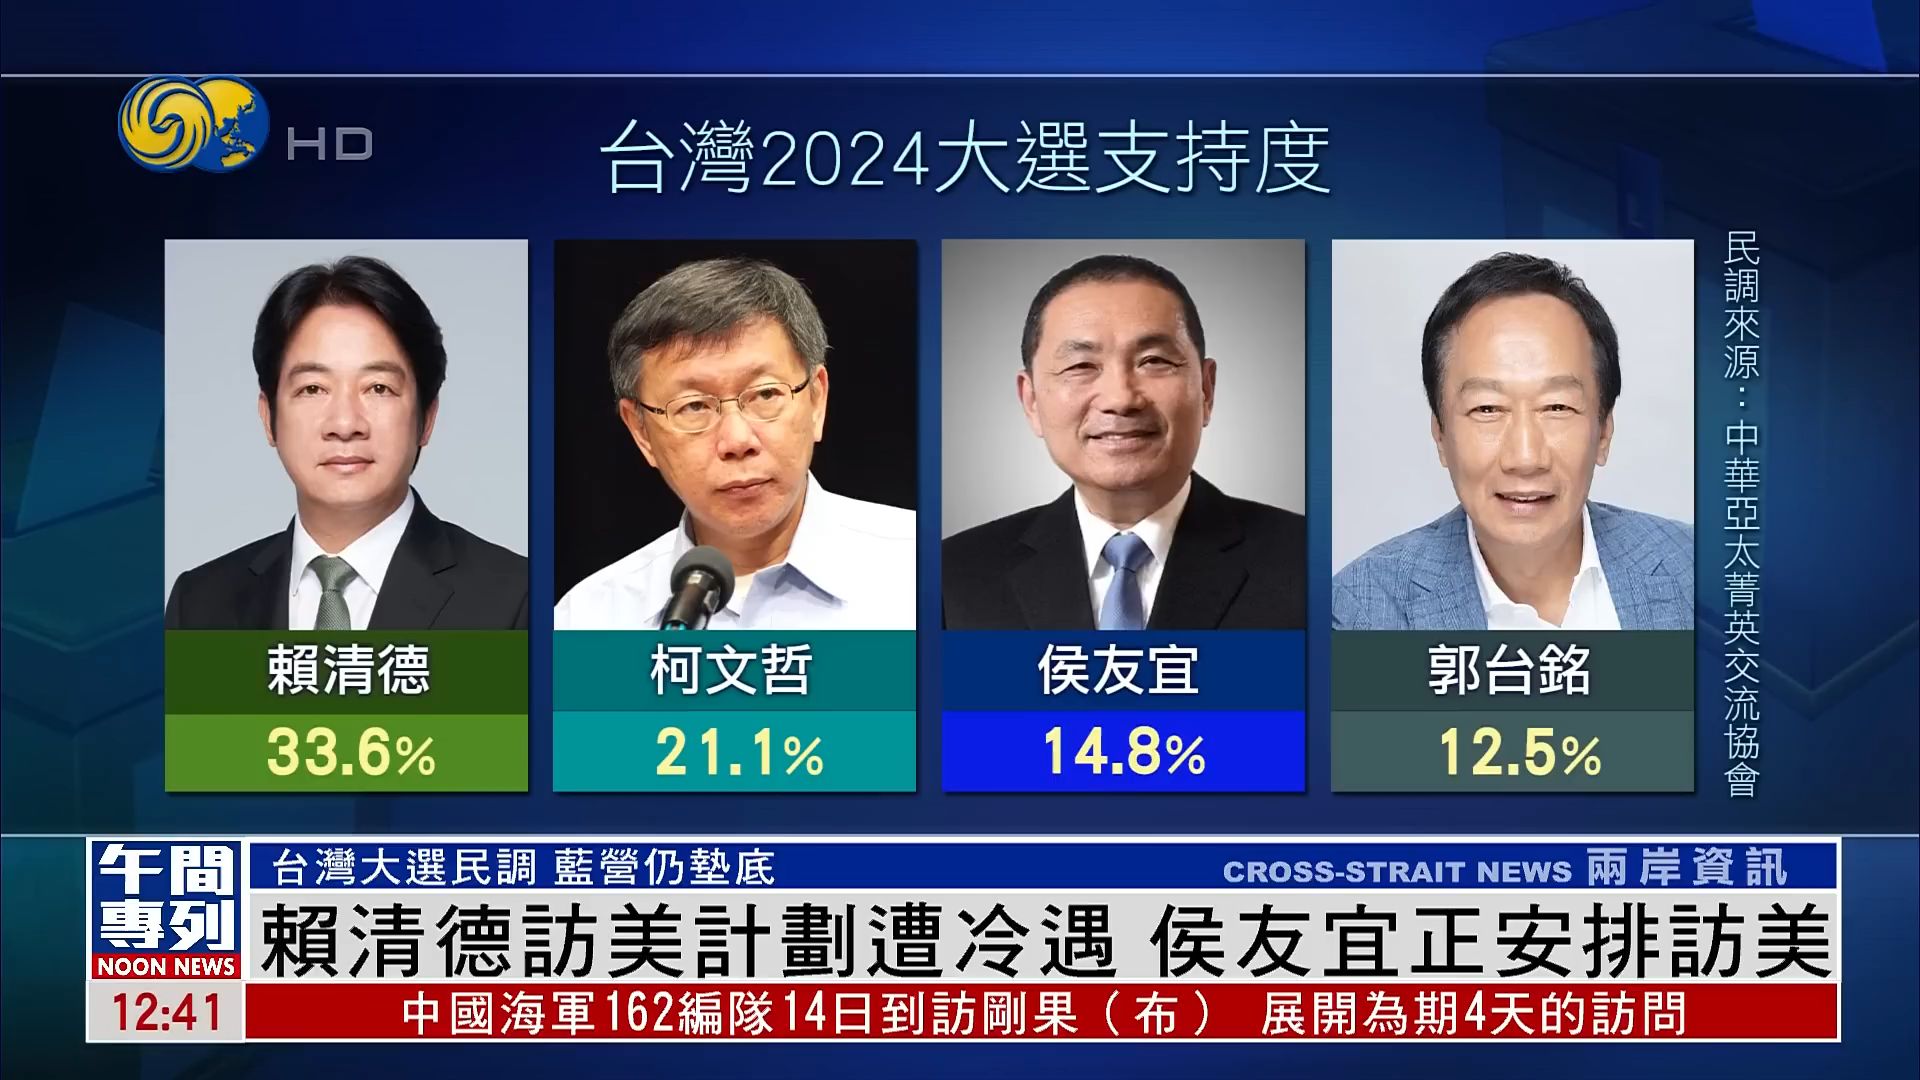 HD
台灣2024大選支持度
民調來源：中華亞太菁英交流協會
賴清德
33.6%
柯文哲
21.1%
侯友宜
14.8%
郭台銘
12.5%
午間專列
NOON NEWS
台灣大選民調 藍營仍墊底
CROSS-STRAIT NEWS 兩岸資訊
賴清德訪美計劃遭冷遇 侯友宜正安排訪美
12:41
中國海軍162編隊14日到訪剛果（布） 展開為期4天的訪問